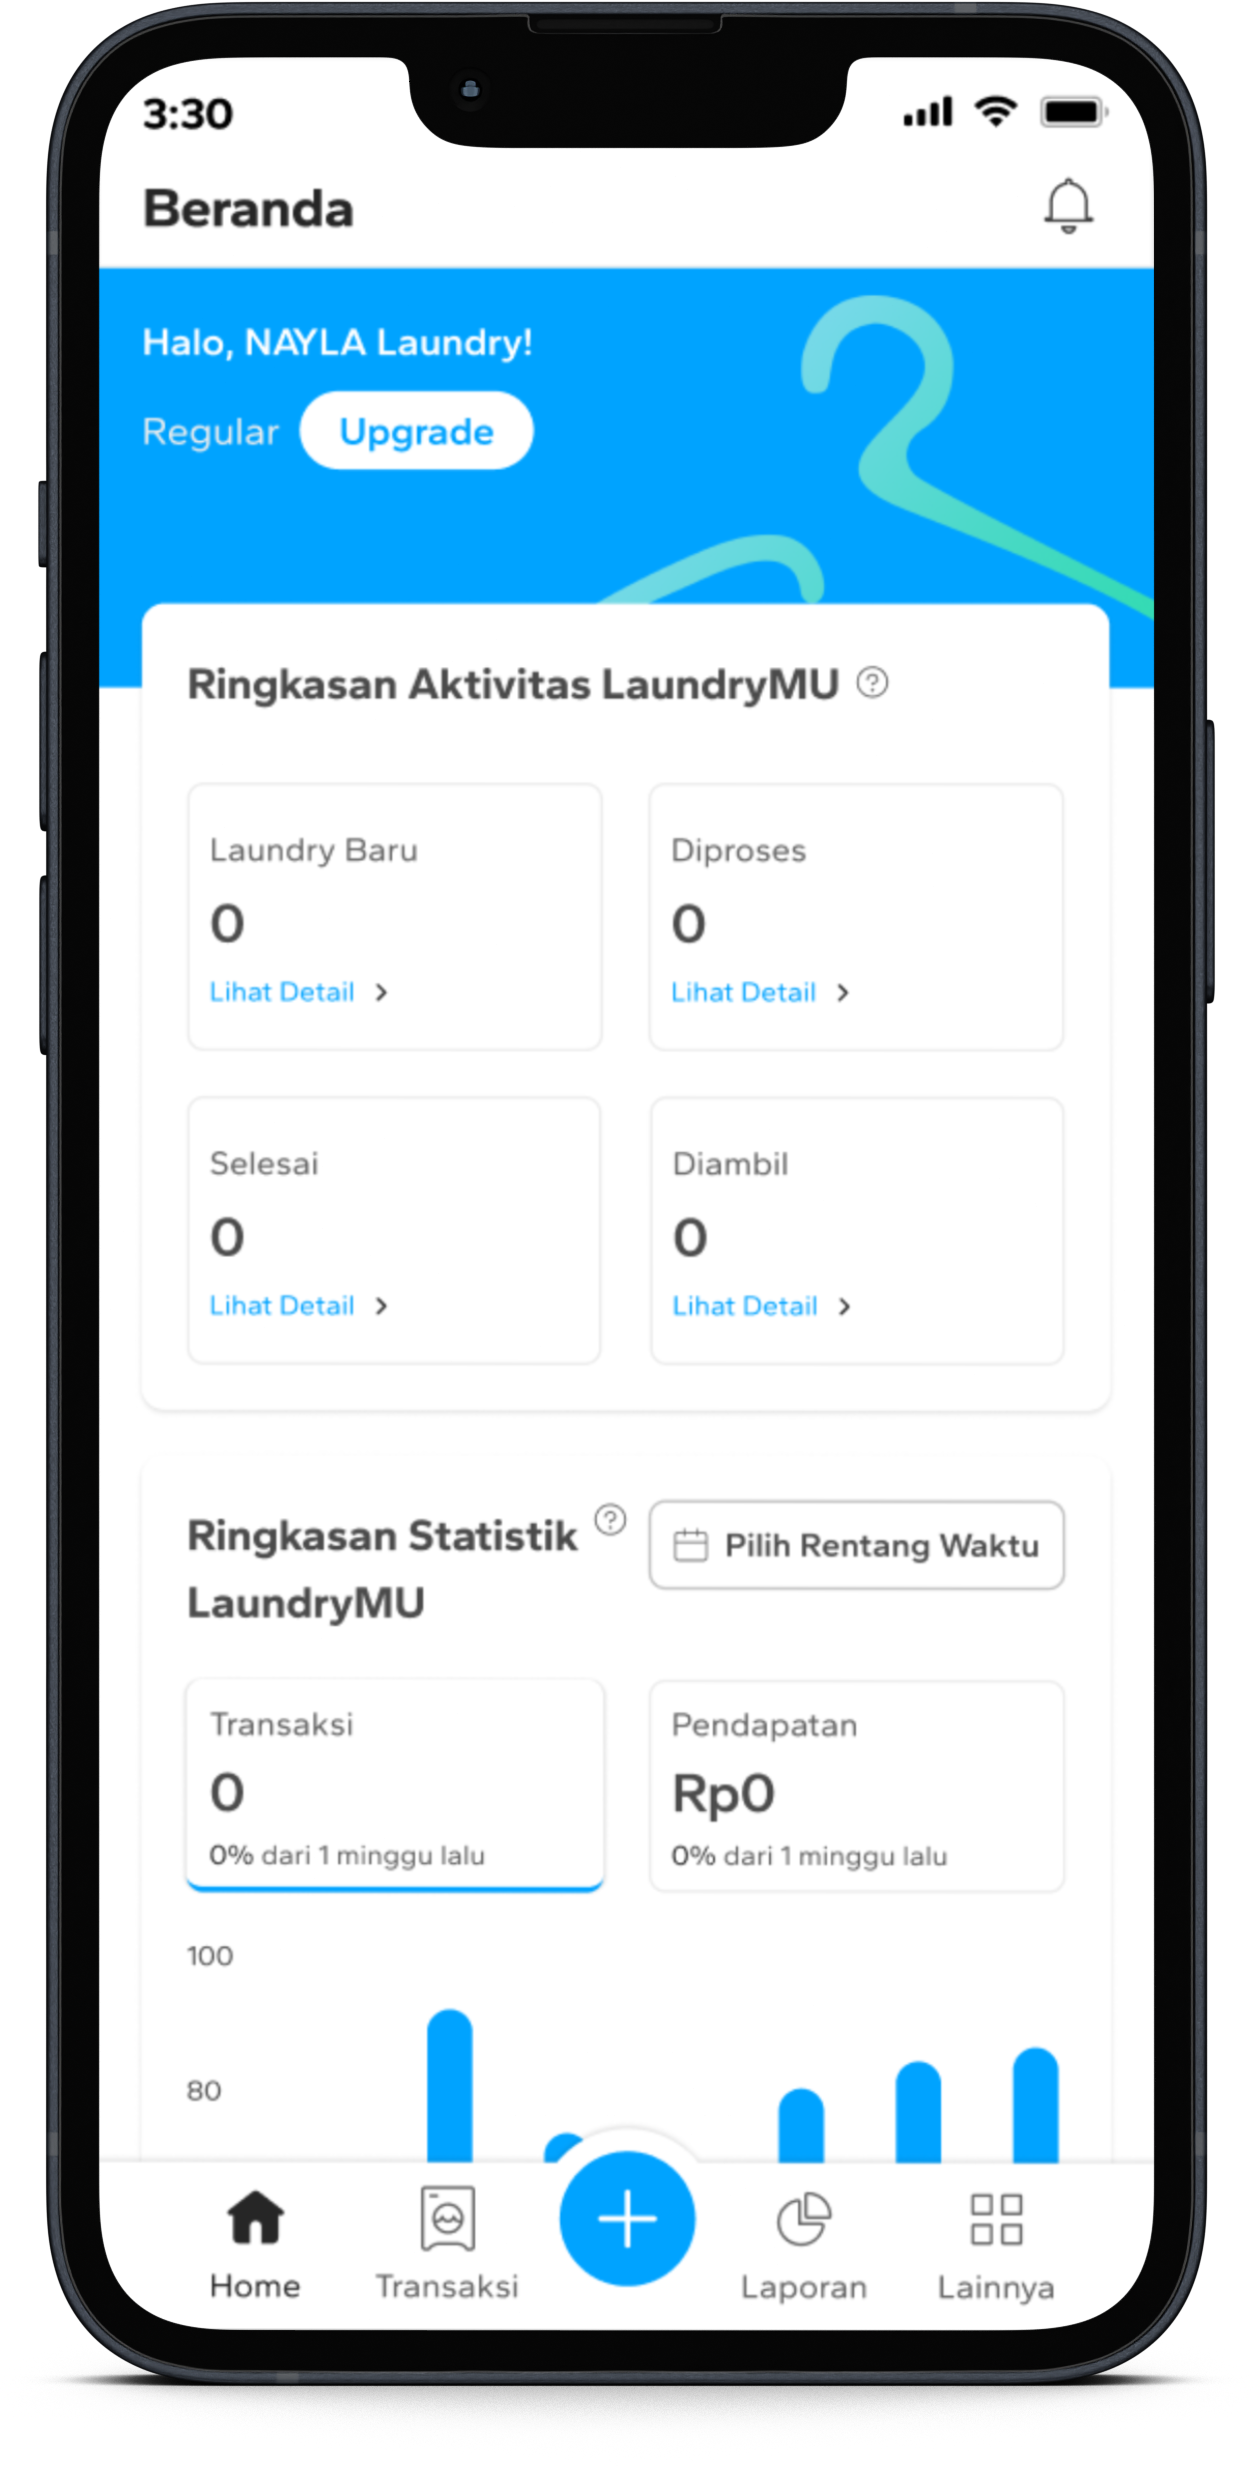 3:30
Beranda
Halo, NAYLA Laundry!
Regular Upgrade
Ringkasan Aktivitas LaundryMU ?
Laundry Baru
0
Lihat Detail >
Diproses
0
Lihat Detail >
Selesai
0
Lihat Detail >
Diambil
0
Lihat Detail >
Ringkasan Statistik ?
LaundryMU
Pilih Rentang Waktu
Transaksi
0
0% dari 1 minggu lalu
Pendapatan
Rp0
0% dari 1 minggu lalu
100
80
Home
Transaksi
Laporan
Lainnya